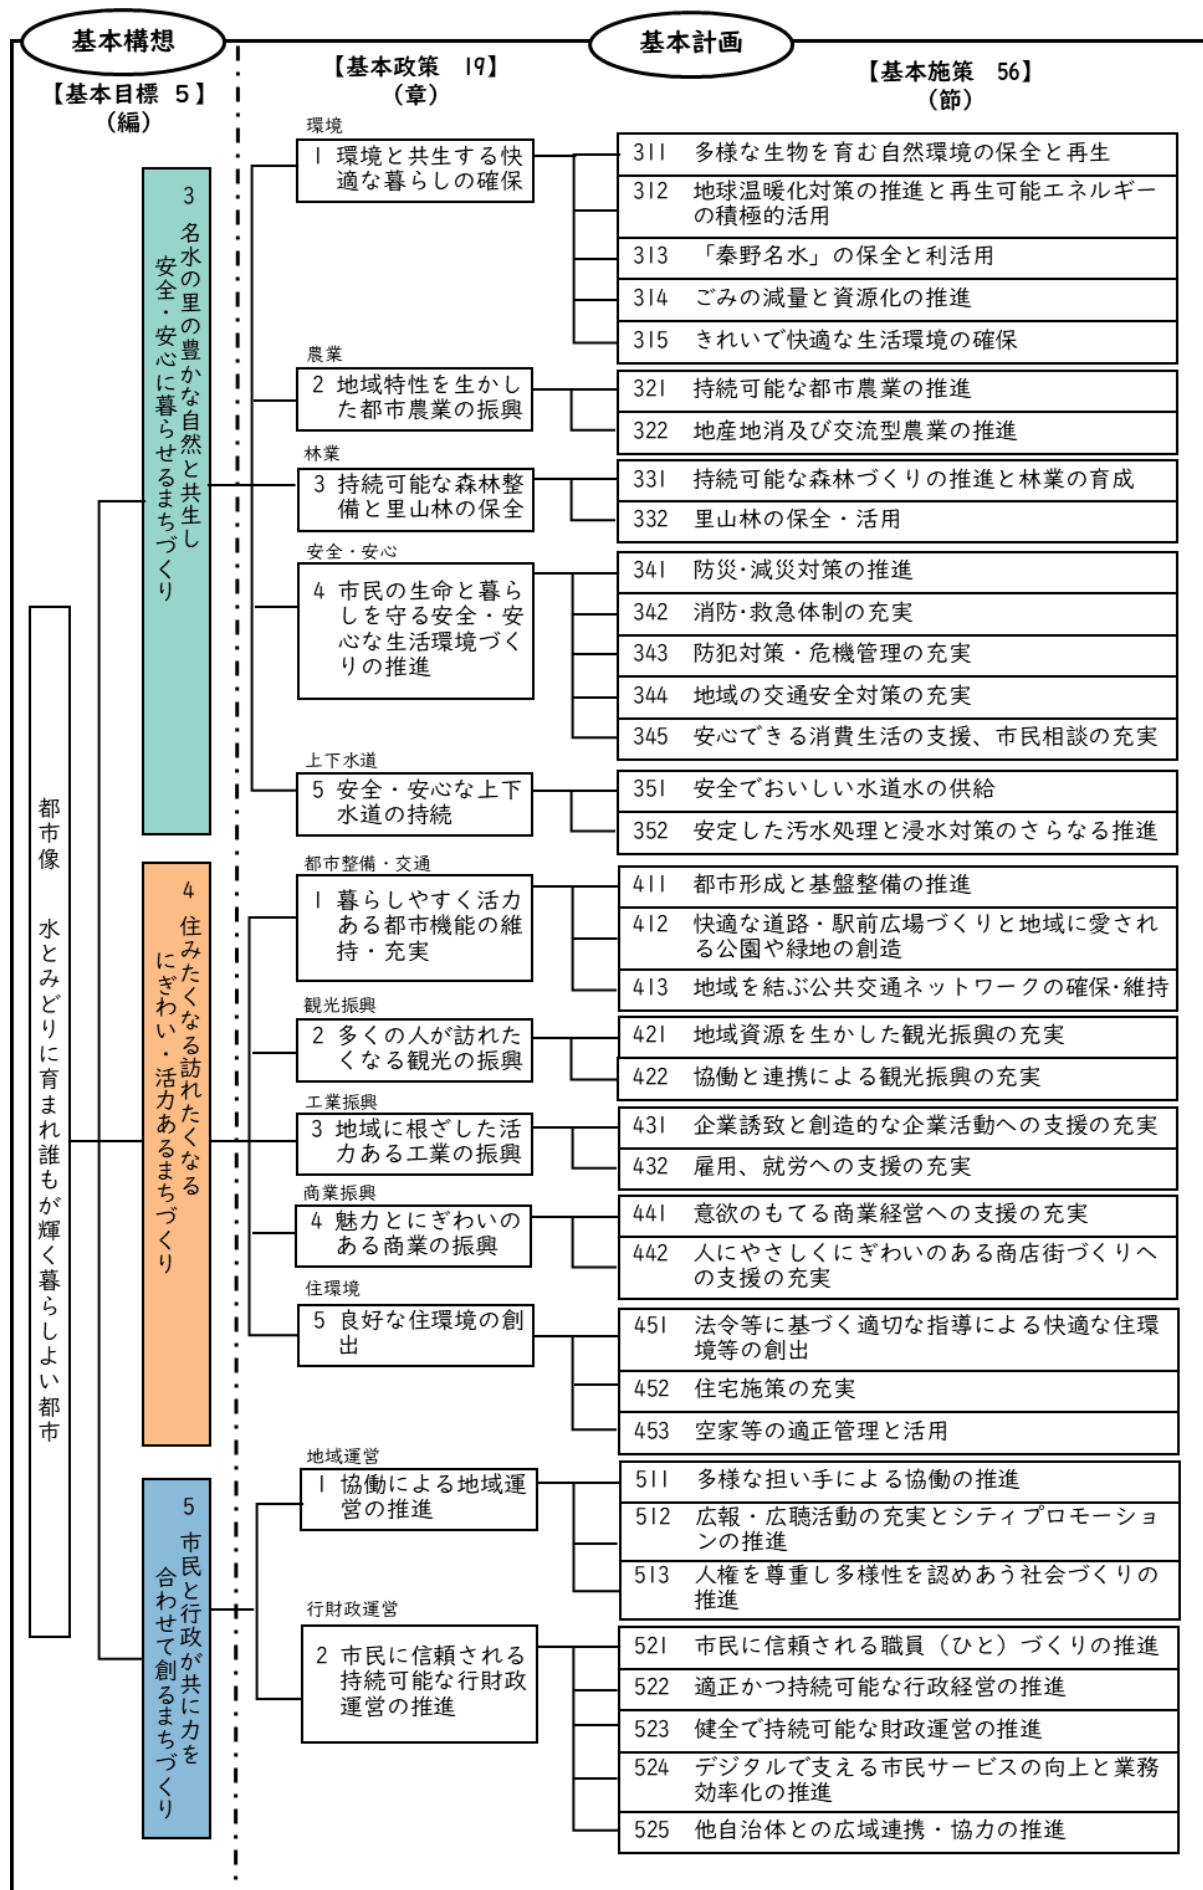 基本構想
基本計画
【基本目標 5】
(編)
【基本政策 19】
(章)
【基本施策 56】
(節)
都市像 水とみどりに育まれ誰もが輝く暮らしよい都市
3 名水の里の豊かな自然と共生し
安全・安心に暮らせるまちづくり
環境
1 環境と共生する快
適な暮らしの確保
311 多様な生物を育む自然環境の保全と再生
312 地球温暖化対策の推進と再生可能エネルギー
の積極的活用
313 「秦野名水」の保全と利活用
314 ごみの減量と資源化の推進
315 きれいで快適な生活環境の確保
農業
2 地域特性を生かし
た都市農業の振興
321 持続可能な都市農業の推進
322 地産地消及び交流型農業の推進
林業
3 持続可能な森林整
備と里山林の保全
331 持続可能な森林づくりの推進と林業の育成
332 里山林の保全・活用
安全・安心
4 市民の生命と暮ら
しを守る安全・安
心な生活環境づく
りの推進
341 防災・減災対策の推進
342 消防・救急体制の充実
343 防犯対策・危機管理の充実
344 地域の交通安全対策の充実
345 安心できる消費生活の支援、市民相談の充実
上下水道
5 安全・安心な上下
水道の持続
351 安全でおいしい水道水の供給
352 安定した汚水処理と浸水対策のさらなる推進
4 住みたくなる訪れたくなる
にぎわい・活力あるまちづくり
都市整備・交通
1 暮らしやすく活力
ある都市機能の維
持・充実
411 都市形成と基盤整備の推進
412 快適な道路・駅前広場づくりと地域に愛され
る公園や緑地の創造
413 地域を結ぶ公共交通ネットワークの確保・維持
観光振興
2 多くの人が訪れた
くなる観光の振興
421 地域資源を生かした観光振興の充実
422 協働と連携による観光振興の充実
工業振興
3 地域に根ざした活
力ある工業の振興
431 企業誘致と創造的な企業活動への支援の充実
432 雇用、就労への支援の充実
商業振興
4 魅力とにぎわいの
ある商業の振興
441 意欲のもてる商業経営への支援の充実
442 人にやさしくにぎわいのある商店街づくりへ
の支援の充実
住環境
5 良好な住環境の創
出
451 法令等に基づく適切な指導による快適な住環
境等の創出
452 住宅施策の充実
453 空家等の適正管理と活用
5 市民と行政が共に力を
合わせて創るまちづくり
地域運営
1 協働による地域運
営の推進
511 多様な担い手による協働の推進
512 広報・広聴活動の充実とシティプロモーショ
ンの推進
513 人権を尊重し多様性を認めあう社会づくりの
推進
行財政運営
2 市民に信頼される
持続可能な行財政
運営の推進
521 市民に信頼される職員(ひと)づくりの推進
522 適正かつ持続可能な行政経営の推進
523 健全で持続可能な財政運営の推進
524 デジタルで支える市民サービスの向上と業務
効率化の推進
525 他自治体との広域連携・協力の推進